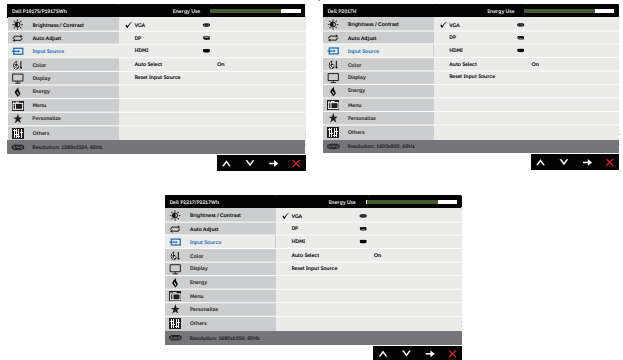 Dell P1917S/P1917SWh Energy Use
Brightness / Contrast ✓ VGA
Auto Adjust DP
Input Source HDMI
Color Auto Select On
Display Reset Input Source
Energy
Menu
Personalize
Others
Resolution: 1280x1024, 60Hz
Dell P2017H Energy Use
Brightness / Contrast ✓ VGA
Auto Adjust DP
Input Source HDMI
Color Auto Select On
Display Reset Input Source
Energy
Menu
Personalize
Others
Resolution: 1600x900, 60Hz
Dell P2217/P2217Wh Energy Use
Brightness / Contrast ✓ VGA
Auto Adjust DP
Input Source HDMI
Color Auto Select On
Display Reset Input Source
Energy
Menu
Personalize
Others
Resolution: 1680x1050, 60Hz